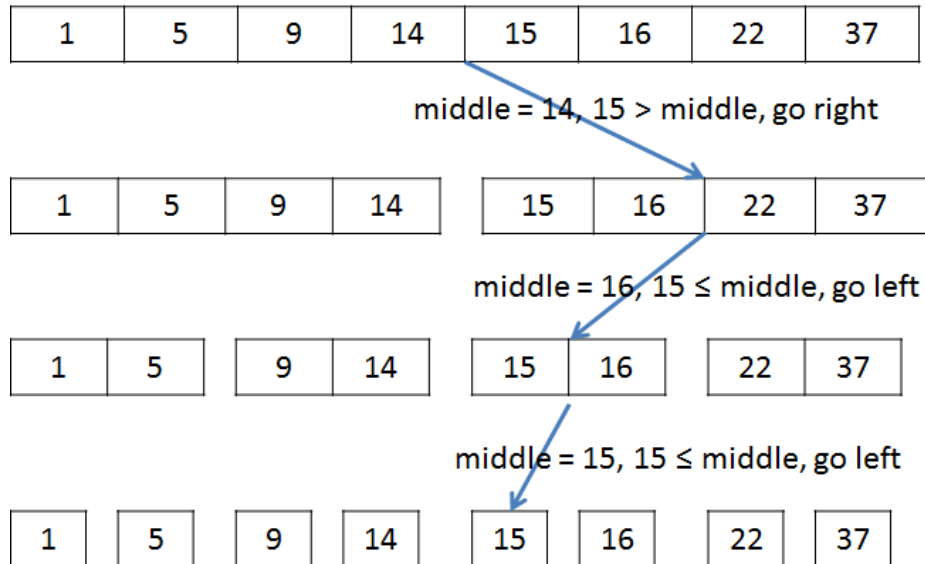 1 5 9 14 15 16 22 37
middle = 14, 15 > middle, go right
1 5 9 14 15 16 22 37
middle = 16, 15 ≤ middle, go left
1 5 9 14 15 16 22 37
middle = 15, 15 ≤ middle, go left
1 5 9 14 15 16 22 37